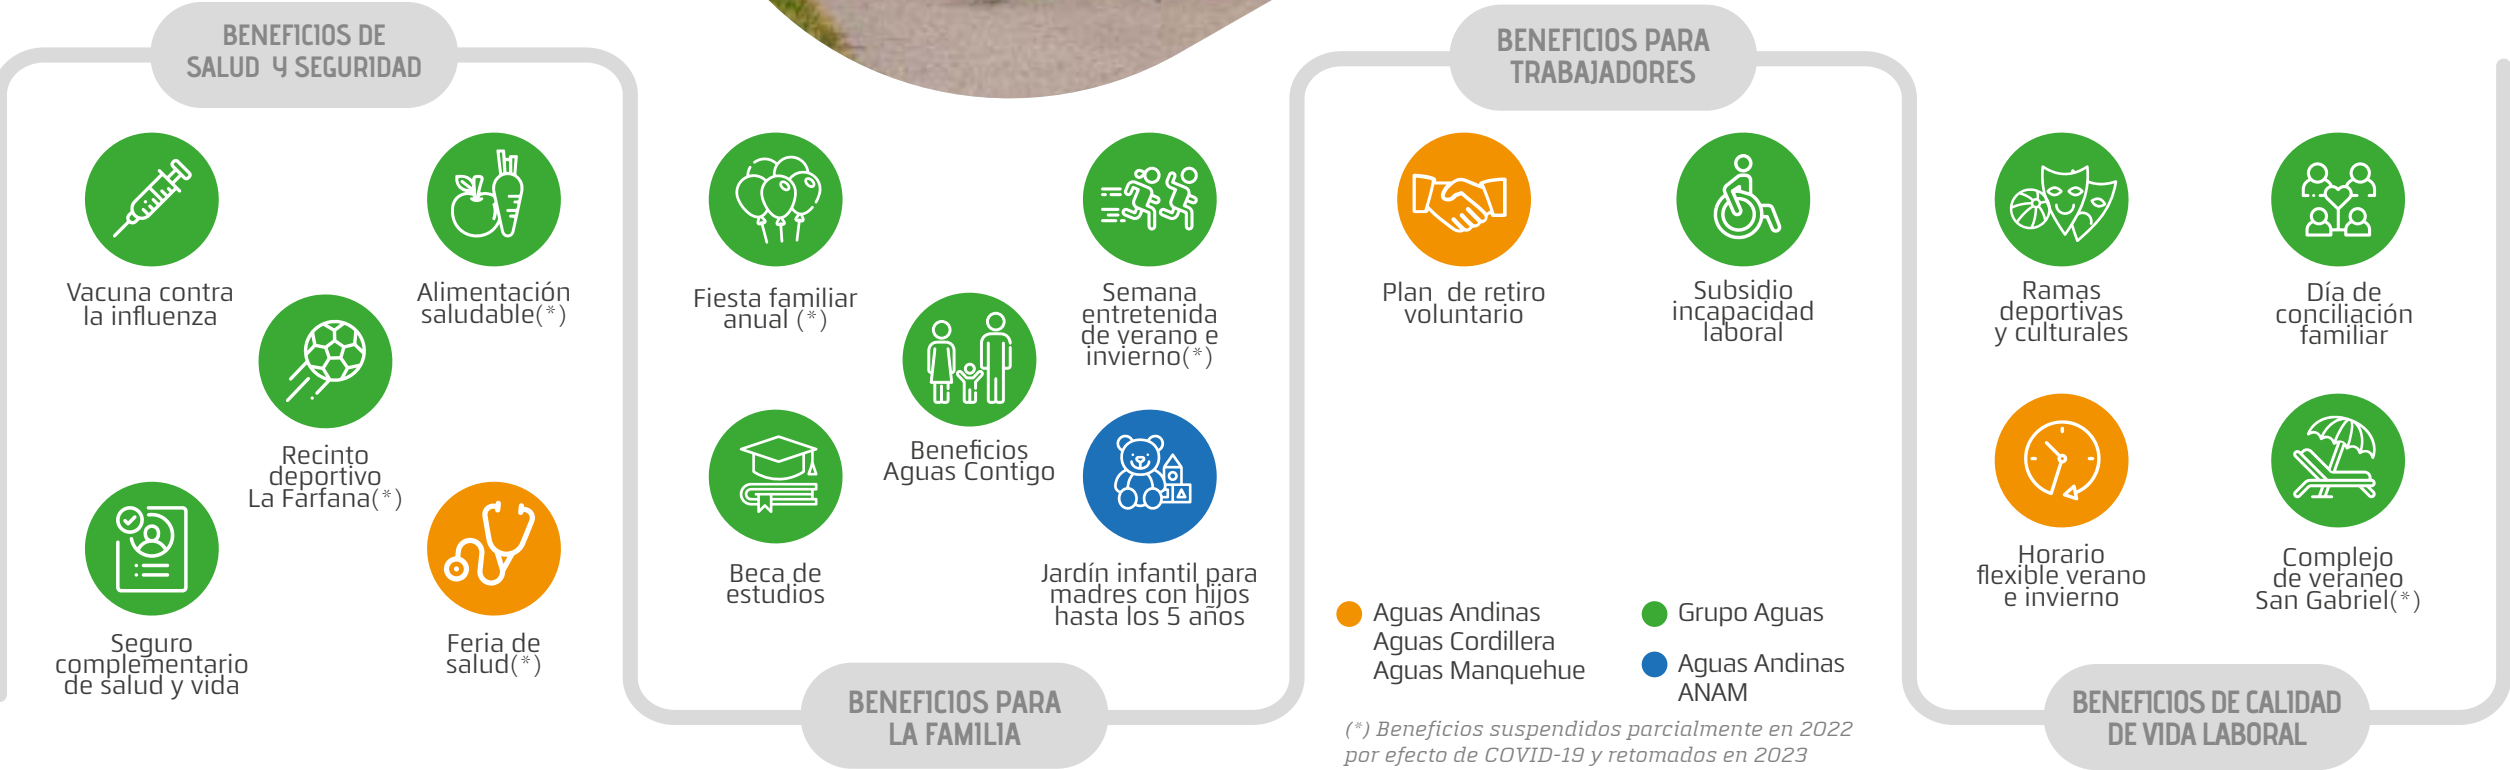 BENEFICIOS DE
SALUD Y SEGURIDAD
Vacuna contra
la influenza
Alimentación
saludable(*)
Recinto
deportivo
La Farfana(*)
Seguro
complementario
de salud y vida
Feria de
salud(*)
Fiesta familiar
anual (*)
Semana
entretenida
de verano e
invierno(*)
Beneficios
Aguas Contigo
Beca de
estudios
Jardín infantil para
madres con hijos
hasta los 5 años
BENEFICIOS PARA
LA FAMILIA
BENEFICIOS PARA
TRABAJADORES
Plan de retiro
voluntario
Subsidio
incapacidad
laboral
Aguas Andinas
Aguas Cordillera
Aguas Manquehue
Grupo Aguas
Aguas Andinas
ANAM
(*) Beneficios suspendidos parcialmente en 2022
por efecto de COVID-19 y retomados en 2023
Ramas
deportivas
y culturales
Día de
conciliación
familiar
Horario
flexible verano
e invierno
Complejo
de veraneo
San Gabriel(*)
BENEFICIOS DE CALIDAD
DE VIDA LABORAL